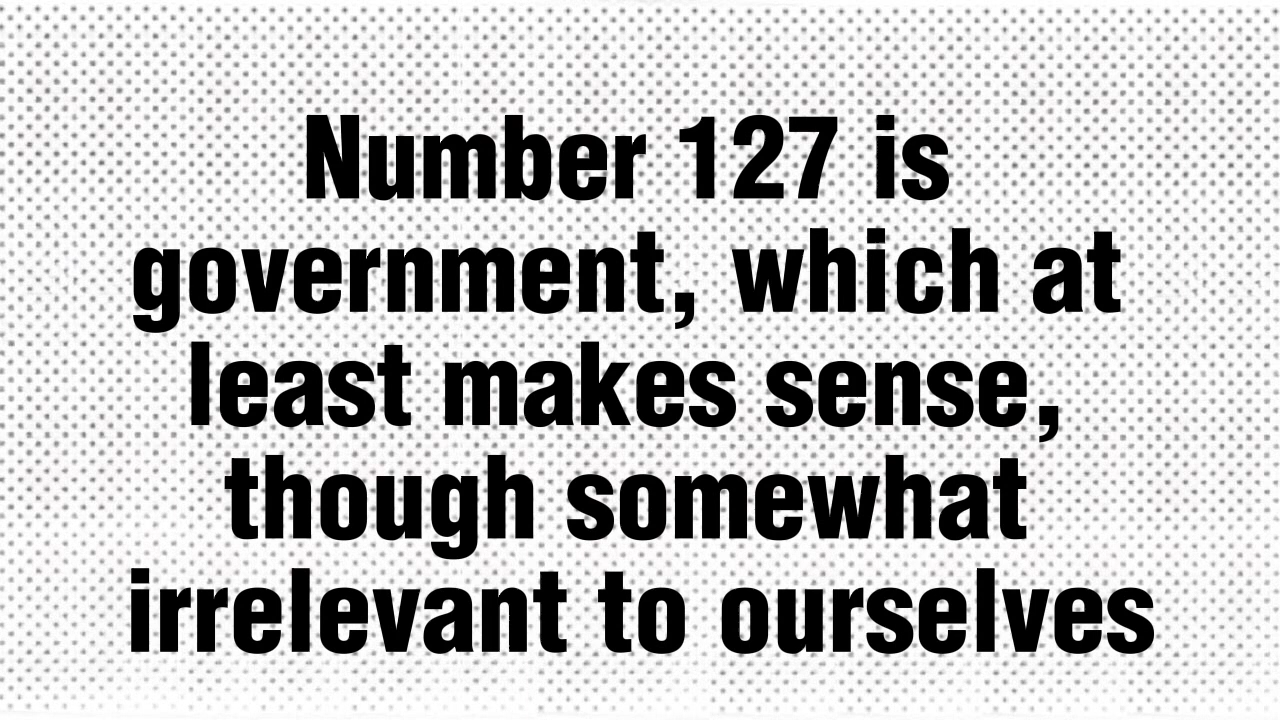 Number 127 is
government, which at
least makes sense,
though somewhat
irrelevant to ourselves